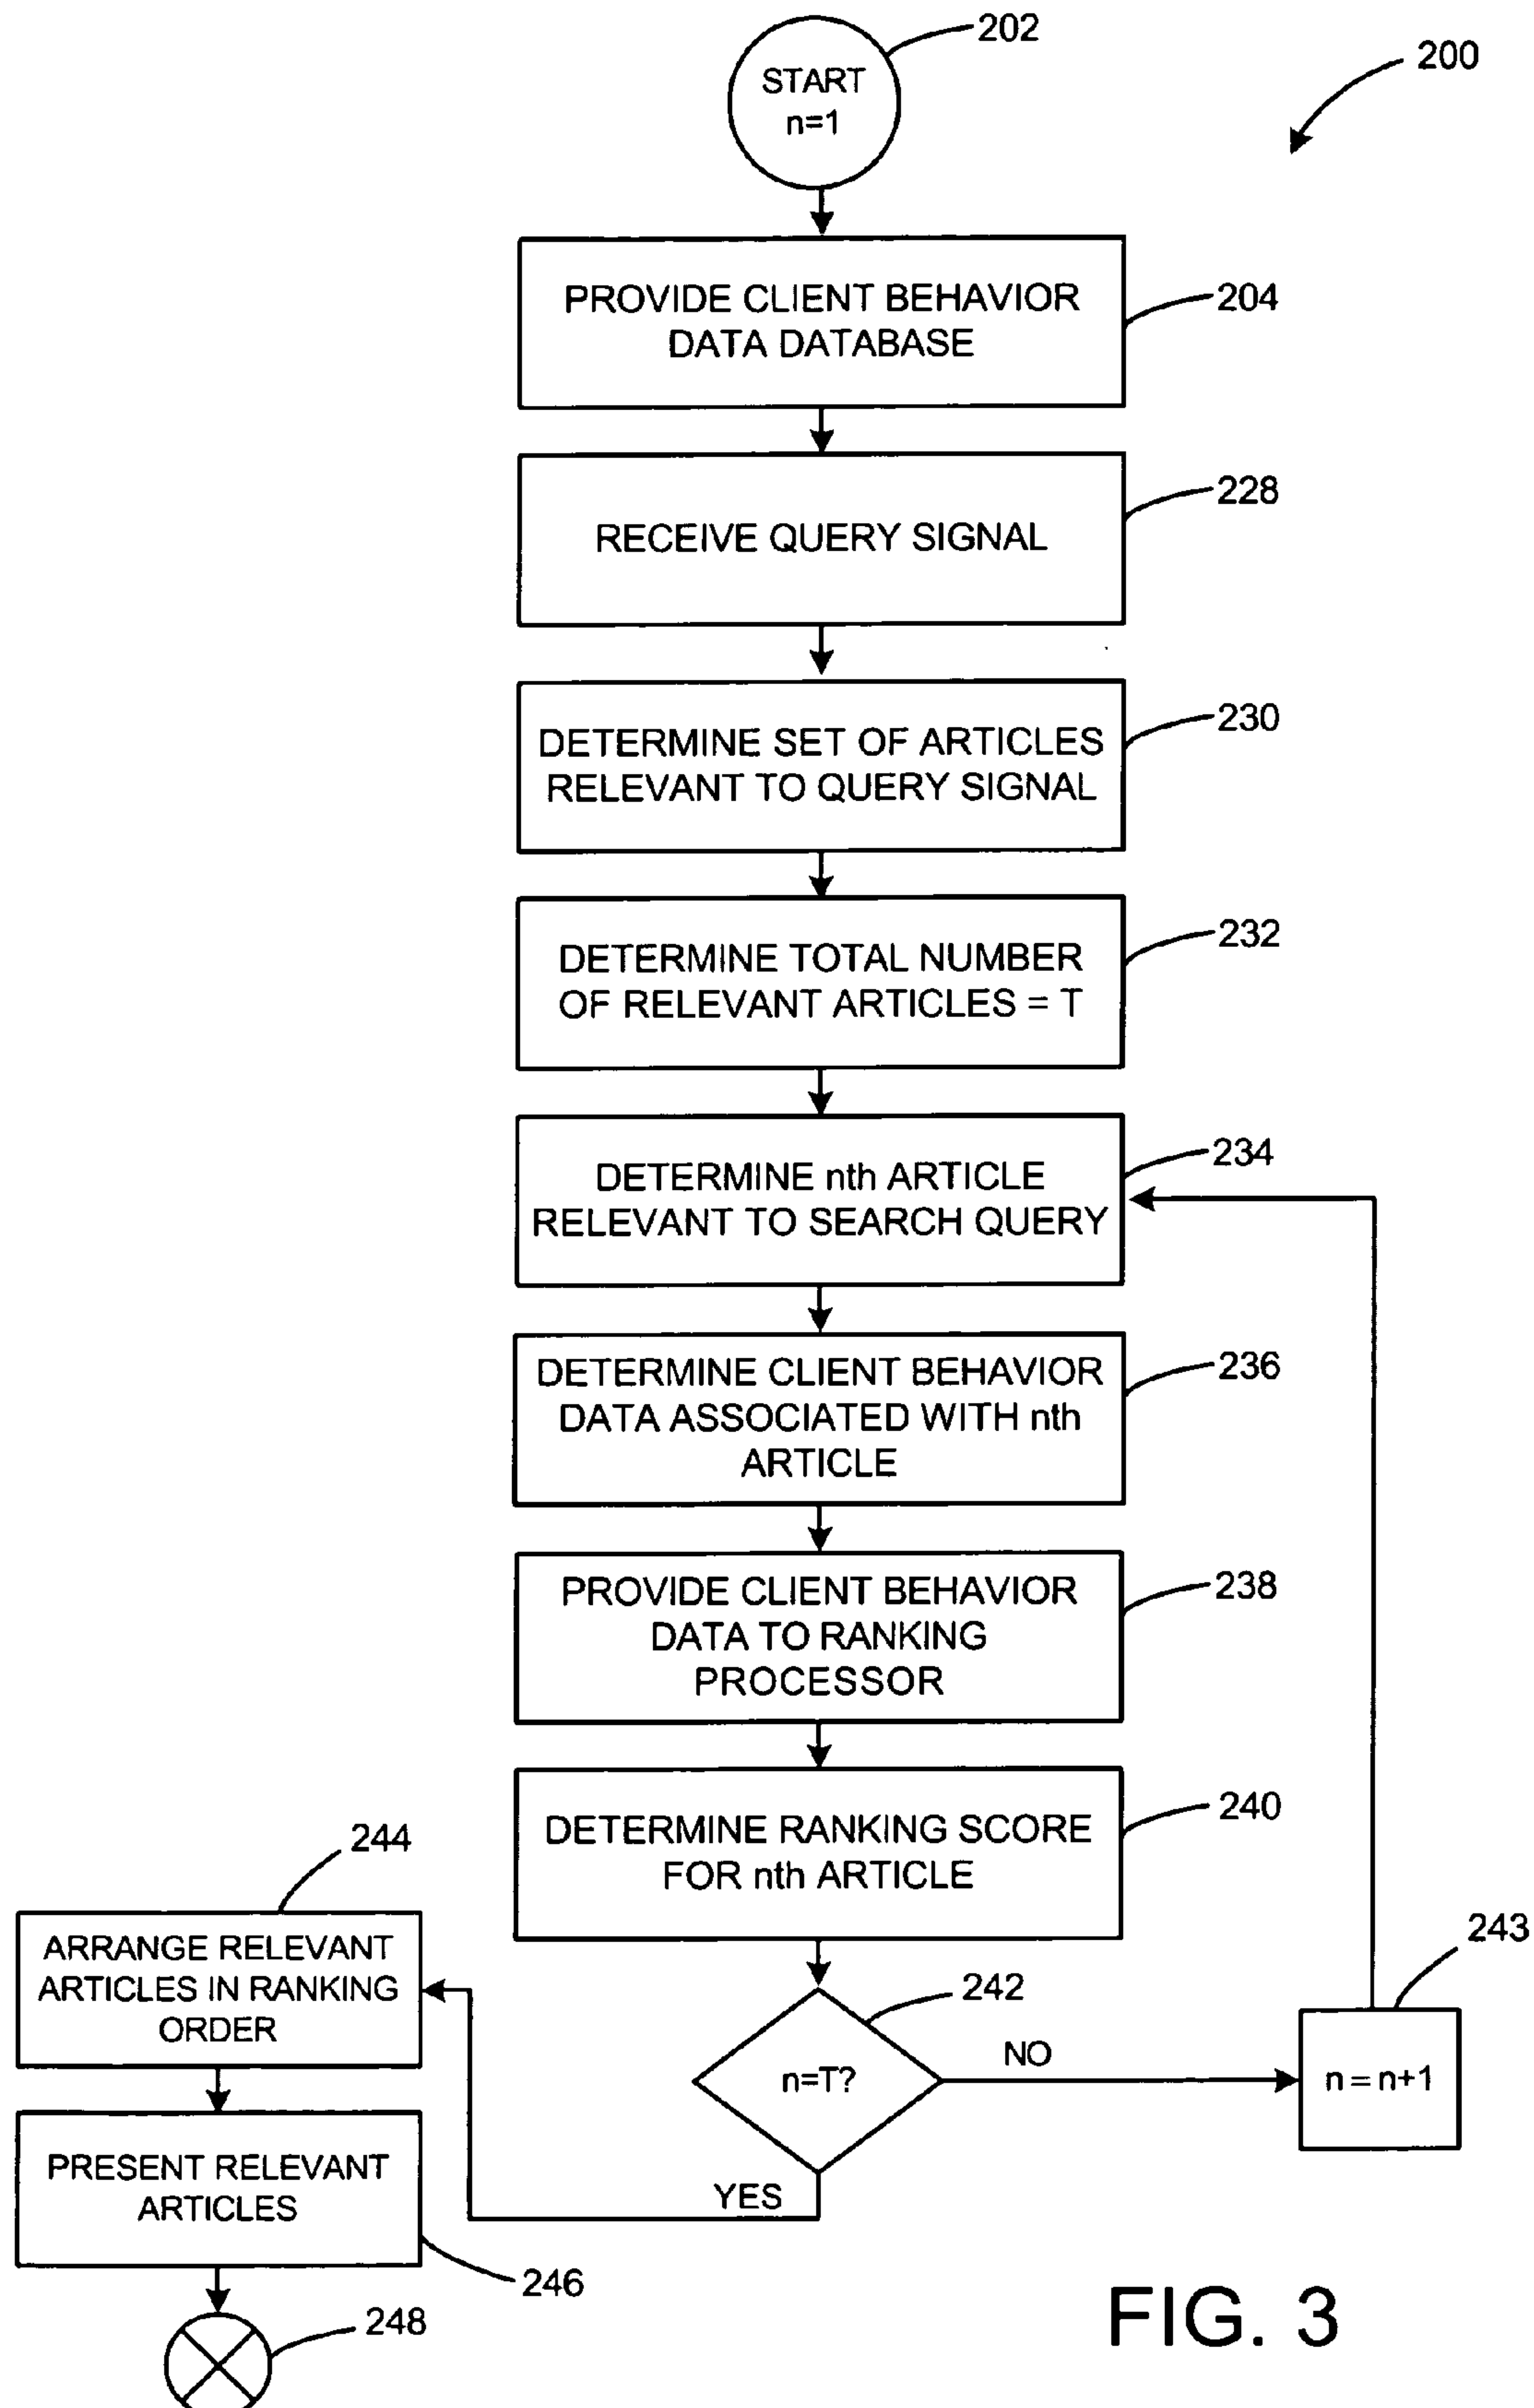 202
200
START
n=1
PROVIDE CLIENT BEHAVIOR
DATA DATABASE
204
RECEIVE QUERY SIGNAL
228
DETERMINE SET OF ARTICLES
RELEVANT TO QUERY SIGNAL
230
DETERMINE TOTAL NUMBER
OF RELEVANT ARTICLES = T
232
DETERMINE nth ARTICLE
RELEVANT TO SEARCH QUERY
234
DETERMINE CLIENT BEHAVIOR
DATA ASSOCIATED WITH nth
ARTICLE
236
PROVIDE CLIENT BEHAVIOR
DATA TO RANKING
PROCESSOR
238
DETERMINE RANKING SCORE
FOR nth ARTICLE
240
n=T?
242
NO
n = n+1
243
YES
244
ARRANGE RELEVANT
ARTICLES IN RANKING
ORDER
PRESENT RELEVANT
ARTICLES
246
248
FIG. 3